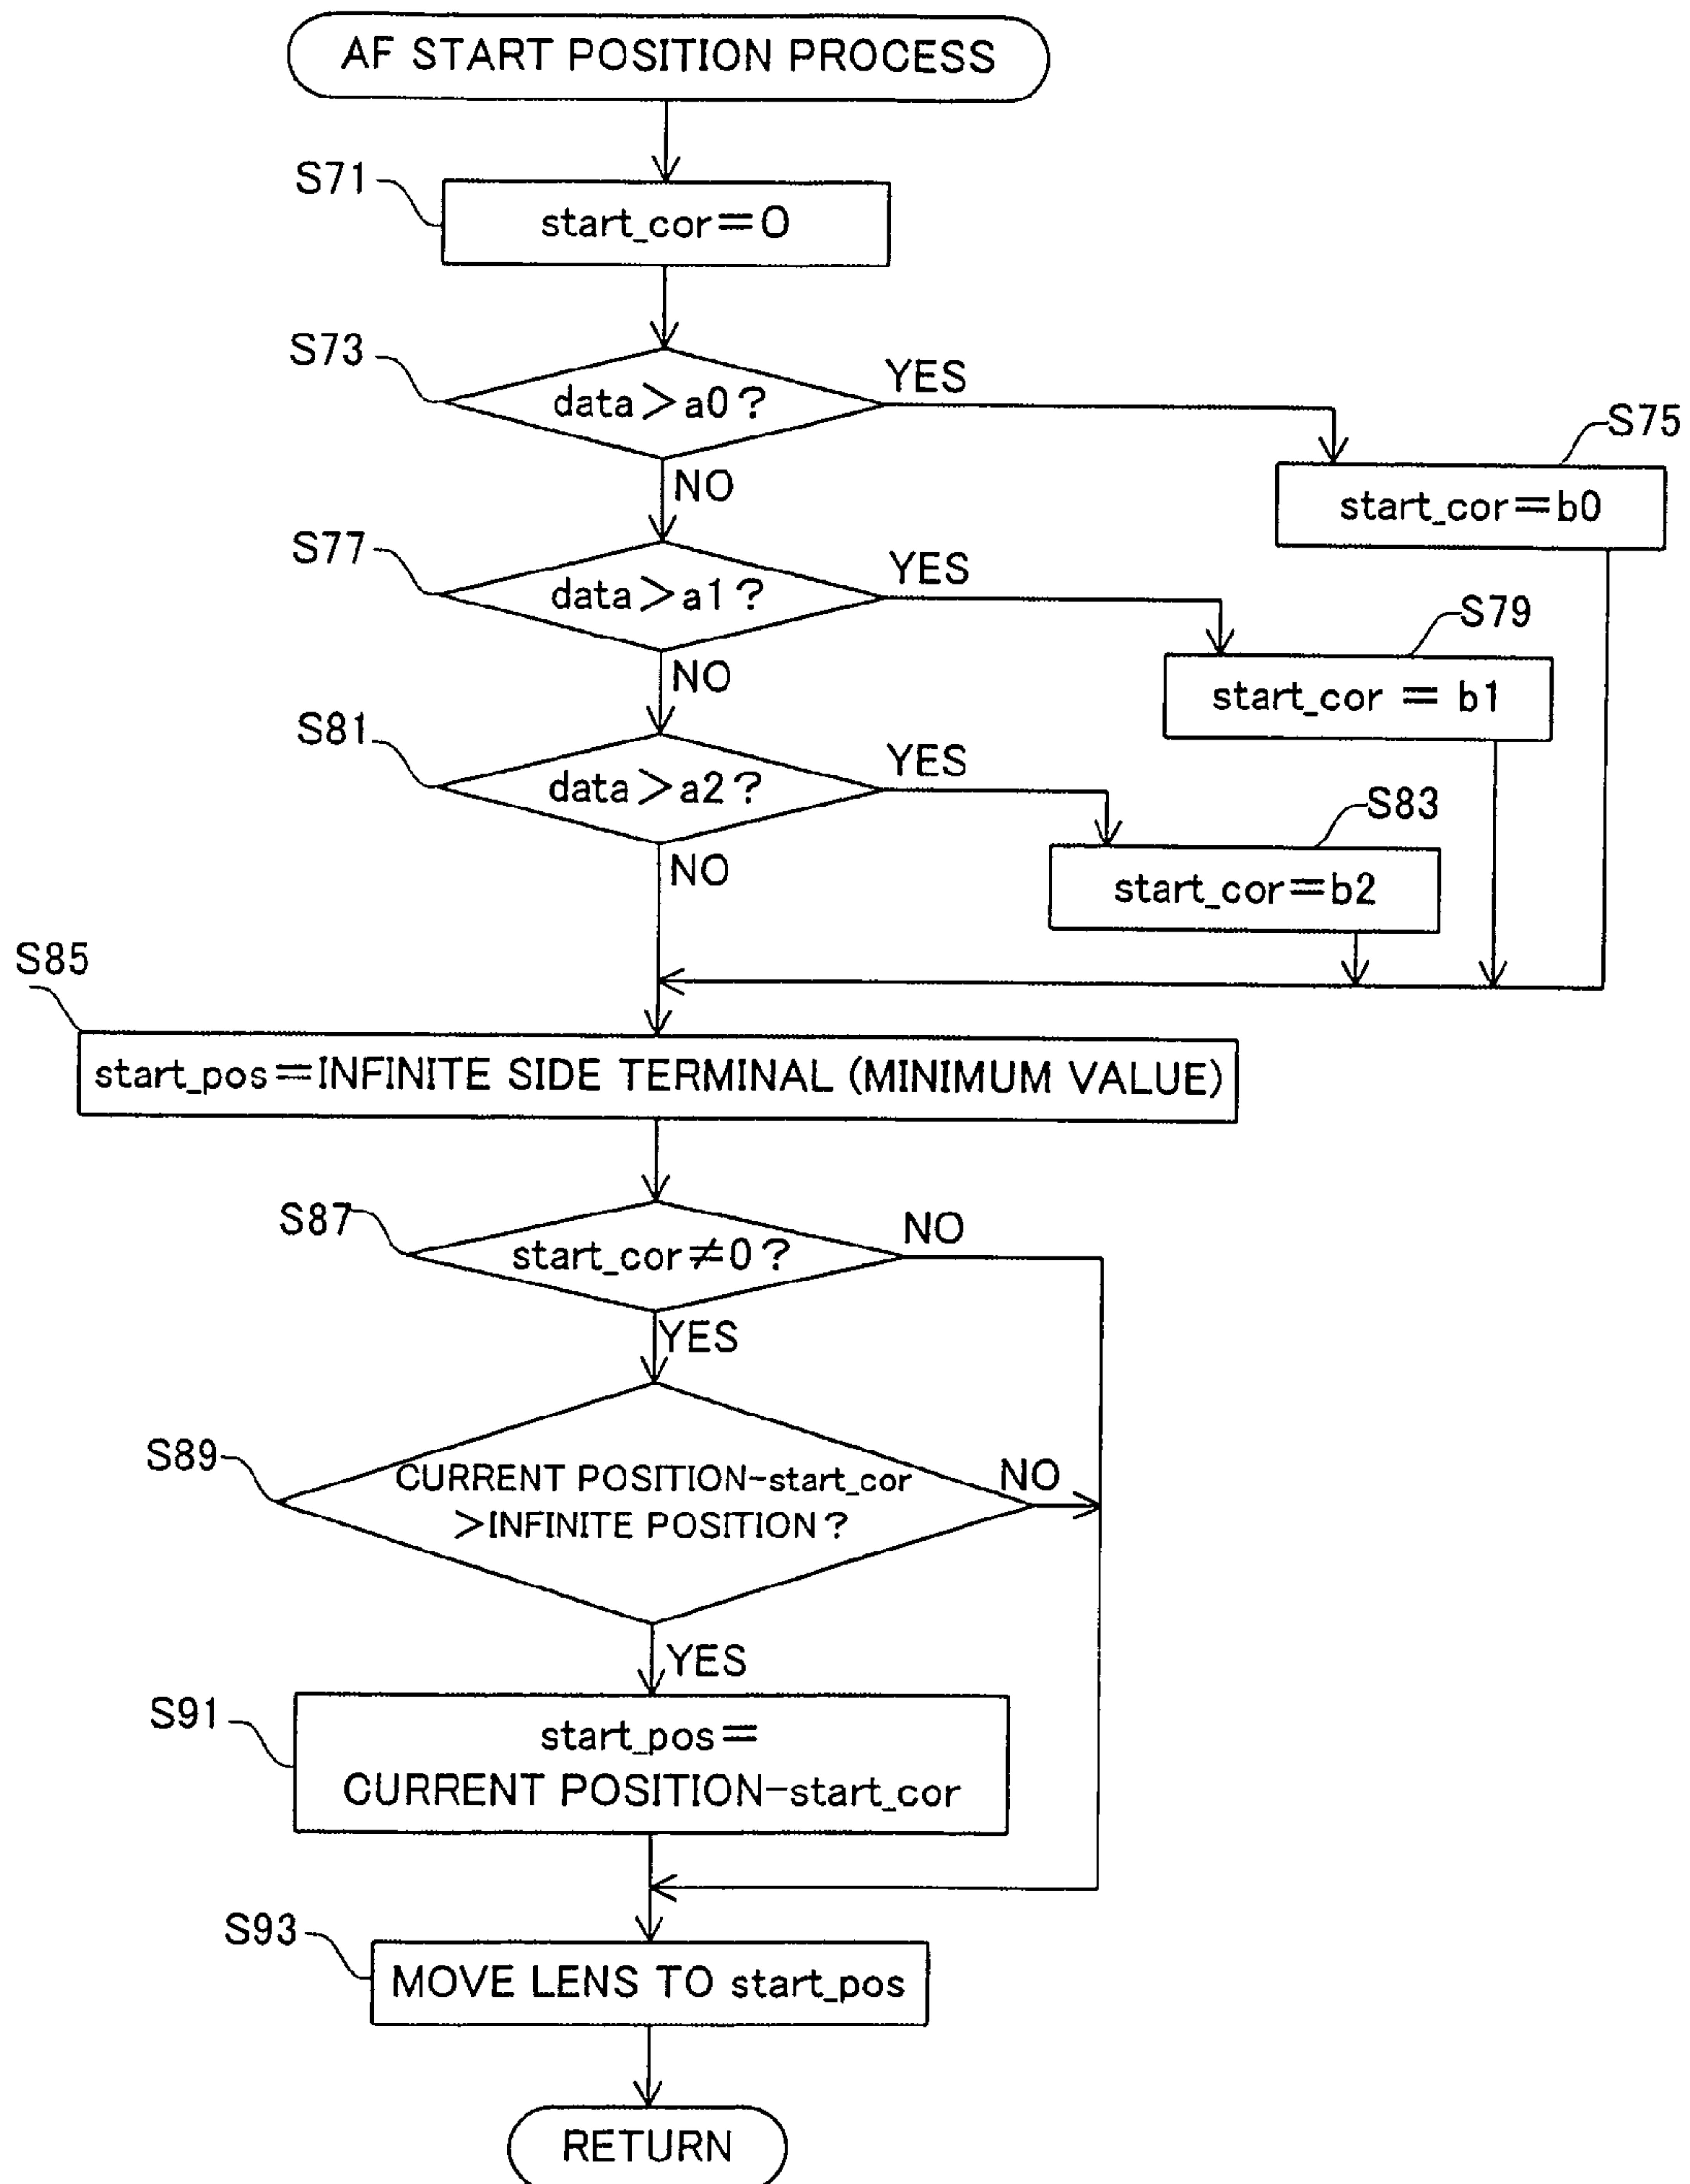 AF START POSITION PROCESS
S71
start_cor=0
S73
data>a0?
YES
S75
start_cor=b0
NO
S77
data>a1?
YES
S79
start_cor = b1
NO
S81
data>a2?
YES
S83
start_cor=b2
NO
S85
start_pos=INFINITE SIDE TERMINAL (MINIMUM VALUE)
S87
start_cor≠0?
NO
YES
S89
CURRENT POSITION-start_cor
>INFINITE POSITION?
NO
YES
S91
start_pos=
CURRENT POSITION-start_cor
S93
MOVE LENS TO start_pos
RETURN